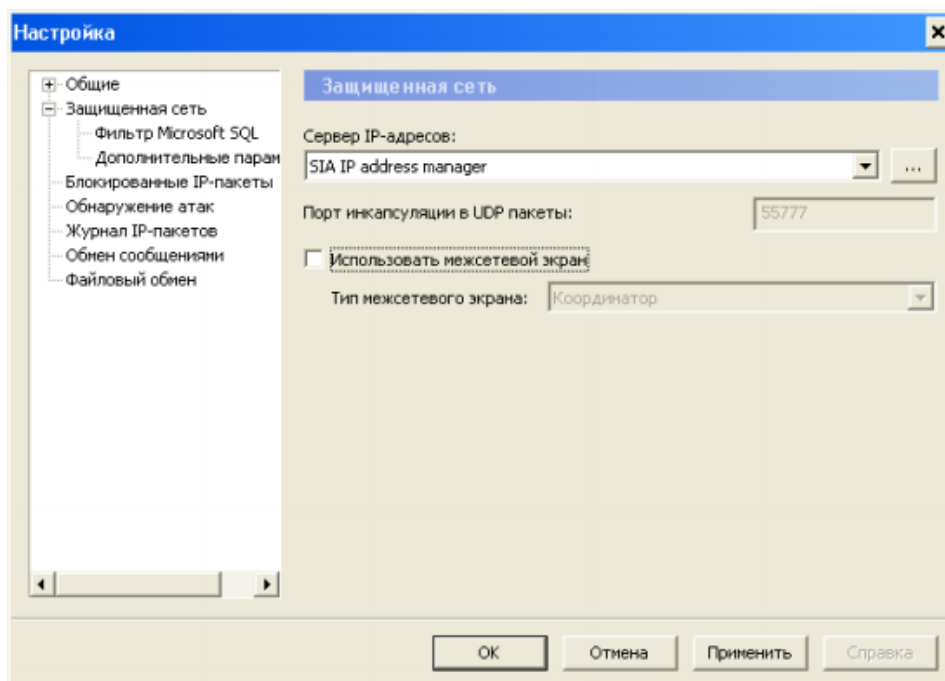 Настройка
Общие
Защищенная сеть
Фильтр Microsoft SQL
Дополнительные парам
Блокированные IP-пакеты
Обнаружение атак
Журнал IP-пакетов
Обмен сообщениями
Файловый обмен
Защищенная сеть
Сервер IP-адресов:
SIA IP address manager
...
Порт инкапсуляции в UDP пакеты:
55777
Использовать межсетевой экран
Тип межсетевого экрана:
Координатор
ОК
Отмена
Применить
Справка